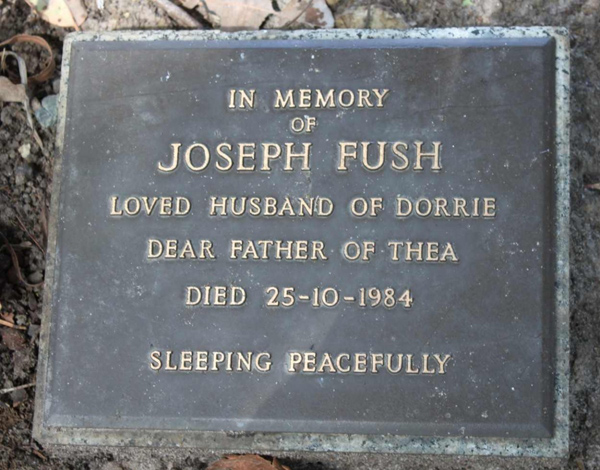 IN MEMORY
OF
JOSEPH FUSH
LOVED HUSBAND OF DORRIE
DEAR FATHER OF THEA
DIED 25-10-1984
SLEEPING PEACEFULLY